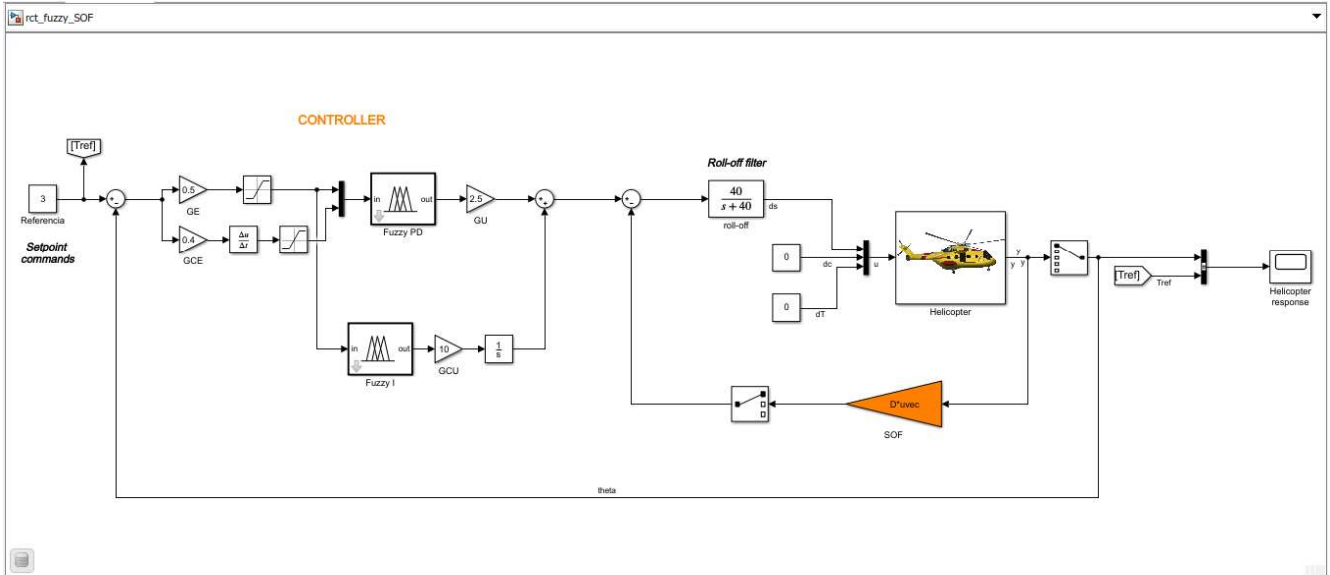 rct_fuzzy_SOF
CONTROLLER
[Tref]
3
Referencia
Setpoint
commands
+
-
0.5
GE
0.4
GCE
Δu
Δt
in
out
Fuzzy PD
2.5
GU
in
out
Fuzzy I
10
GCU
1
s
+
+
+
-
Roll-off filter
40
s + 40
roll-off
ds
0
dc
0
dT
u
Helicopter
y
y
y
[Tref]
Tref
Helicopter
response
D*uvec
SOF
theta